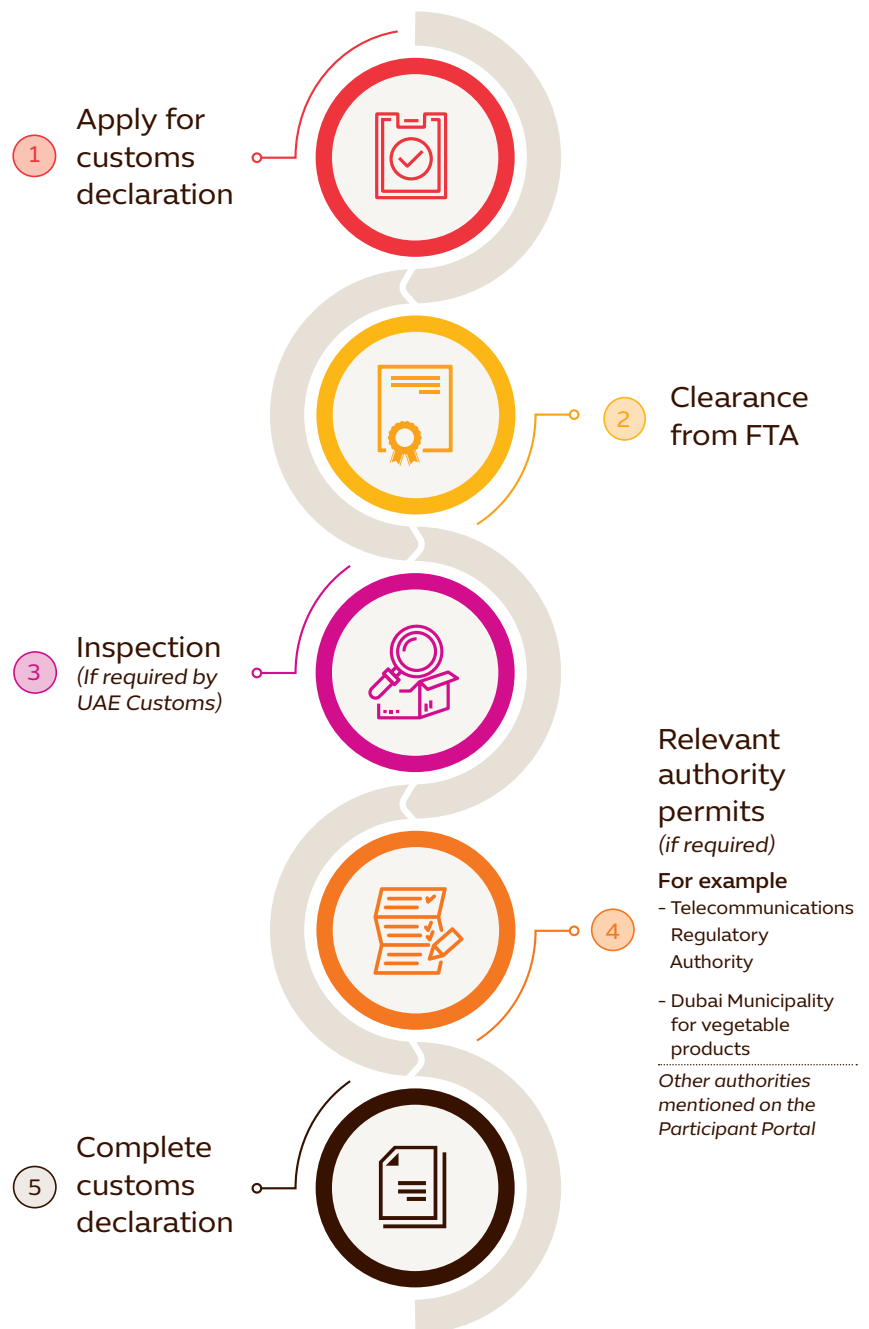 1
Apply for
customs
declaration
2
Clearance
from FTA
3
Inspection
(If required by
UAE Customs)
4
Relevant
authority
permits
(if required)
For example
- Telecommunications
Regulatory
Authority
- Dubai Municipality
for vegetable
products
Other authorities
mentioned on the
Participant Portal
5
Complete
customs
declaration